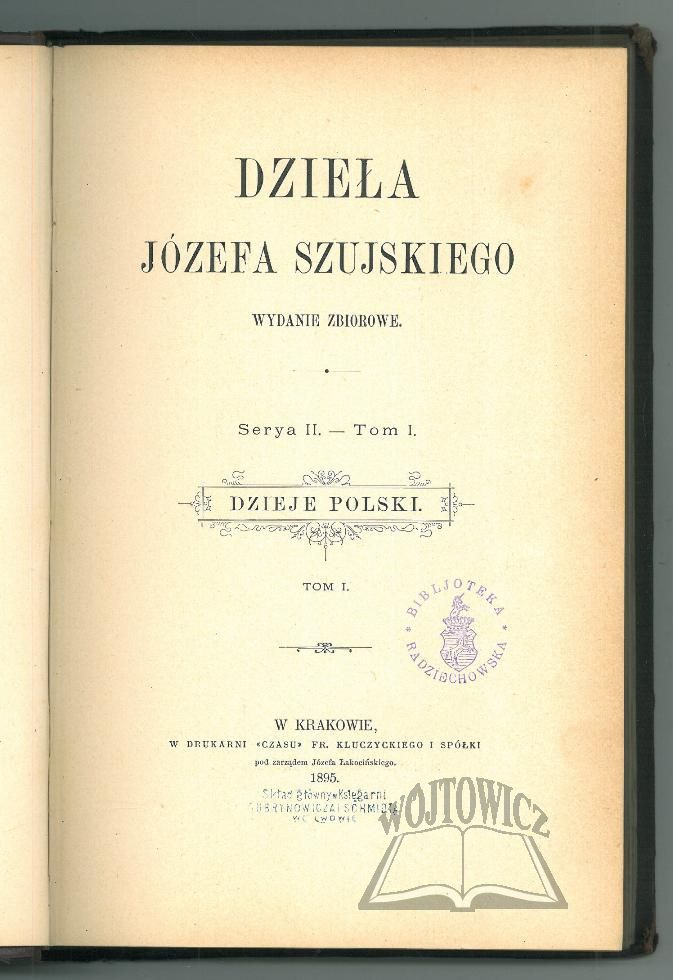 DZIEŁA
JÓZEFA SZUJSKIEGO
WYDANIE ZBIOROWE.
Serya II. — Tom I.
DZIEJE POLSKI.
TOM I.
* BIBLJOTEKA *
RADZIECHOWSKA
W KRAKOWIE,
W DRUKARNI «CZASU» FR. KLUCZYCKIEGO I SPÓŁKI
pod zarządem Józefa Łakocińskiego.
1895.
Skład główny w Księgarni
GUBRYNOWICZA I SCHMIDTA
WE LWOWIE
WÓJTOWICZ